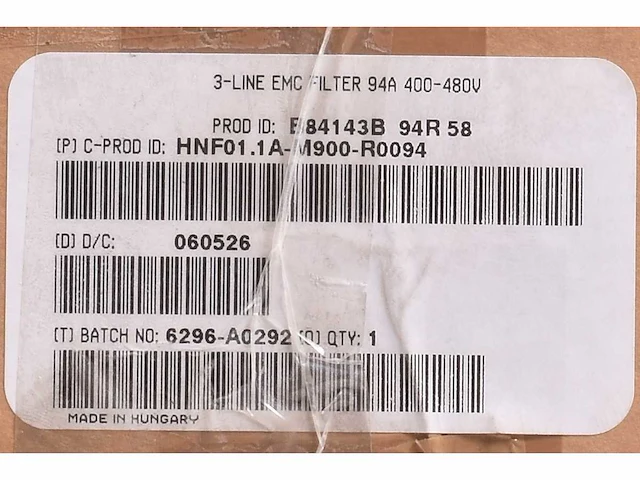 3-LINE EMC FILTER 94A 400-480V
PROD ID: B84143B 94R 58
[P] C-PROD ID: HNF01.1A-M900-R0094
[D] D/C: 060526
[T] BATCH NO: 6296-A0292 [Q] QTY: 1
MADE IN HUNGARY